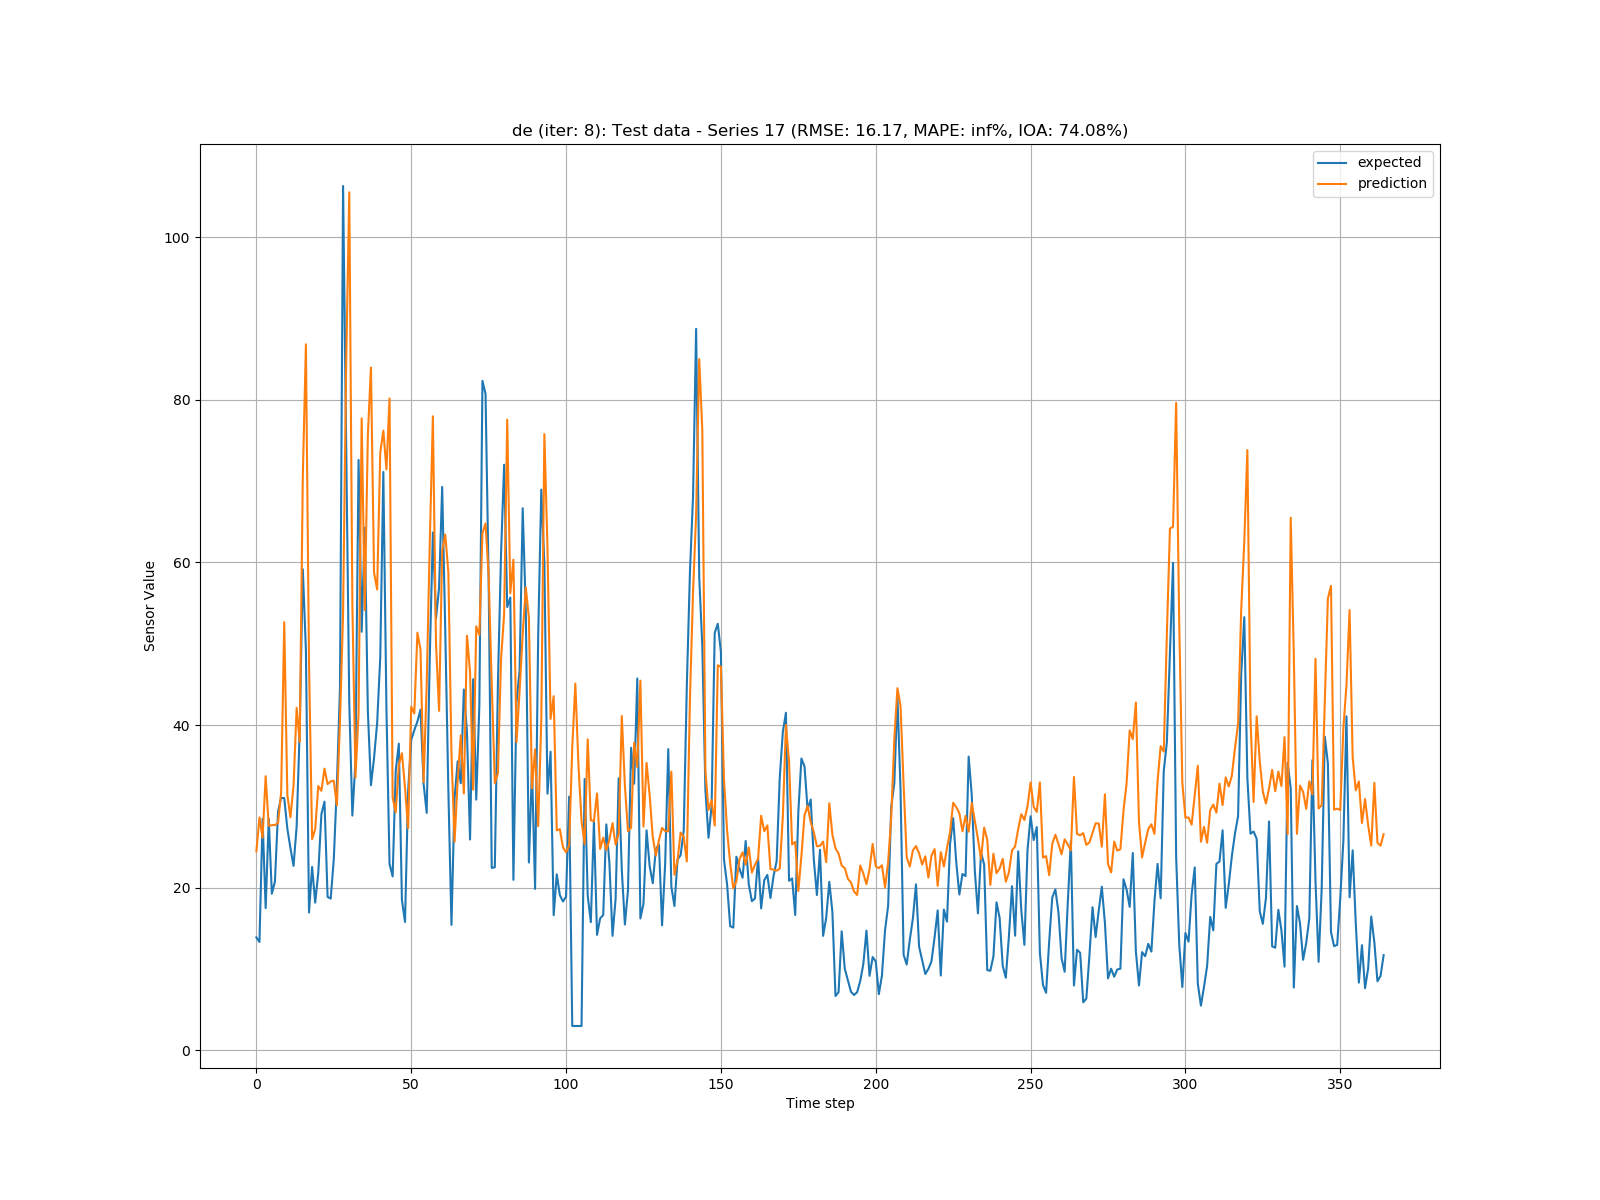 de (iter: 8): Test data - Series 17 (RMSE: 16.17, MAPE: inf%, IOA: 74.08%)
expected
prediction
100
80
60
40
20
0
Sensor Value
0 50 100 150 200 250 300 350
Time step